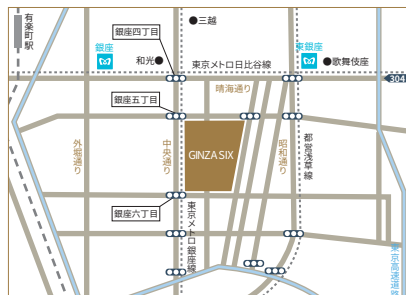 有楽町駅
銀座四丁目
●三越
銀座
和光●
東銀座
●歌舞伎座
東京メトロ日比谷線
304
晴海通り
銀座五丁目
外堀通り
中央通り
GINZA SIX
昭和通り
都営浅草線
銀座六丁目
東京メトロ銀座線
東京高速道路